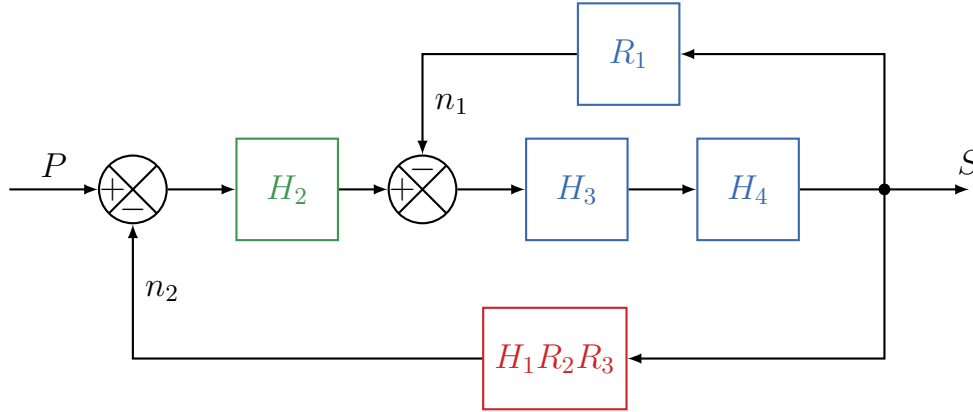 R₁
n₁
P
+
−
H₂
−
+
H₃
H₄
S
n₂
H₁R₂R₃